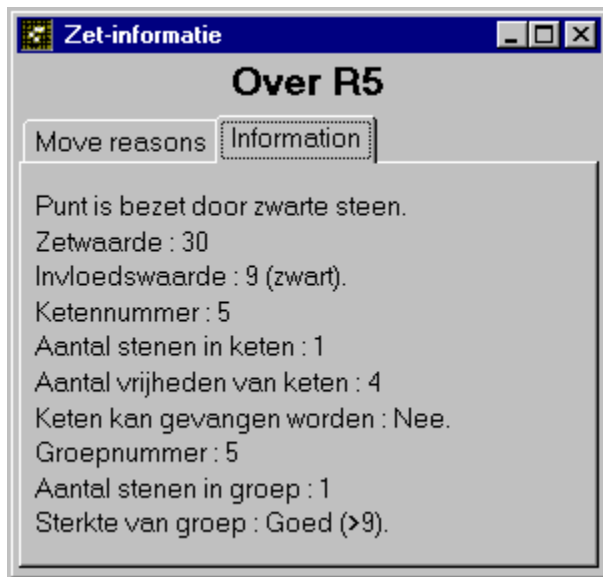 Zet-informatie
Over R5
Move reasons Information
Punt is bezet door zwarte steen.
Zetwaarde : 30
Invloedswaarde : 9 (zwart).
Ketennummer : 5
Aantal stenen in keten : 1
Aantal vrijheden van keten : 4
Keten kan gevangen worden : Nee.
Groepnummer : 5
Aantal stenen in groep : 1
Sterkte van groep : Goed (>9).